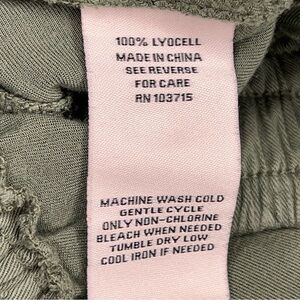 100% LYOCELL
MADE IN CHINA
SEE REVERSE
FOR CARE
RN 103715
MACHINE WASH COLD
GENTLE CYCLE
ONLY NON-CHLORINE
BLEACH WHEN NEEDED
TUMBLE DRY LOW
COOL IRON IF NEEDED